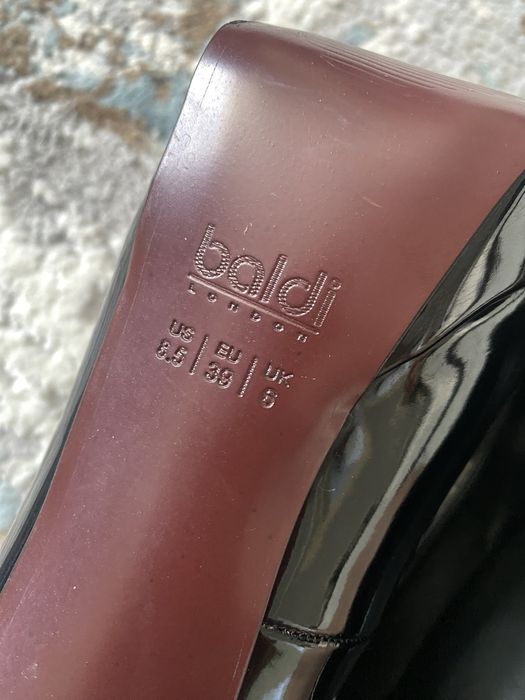 baldi
London
US | EU | UK
8.5 | 39 | 6